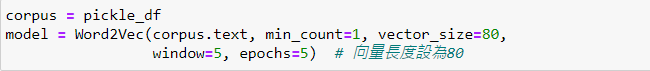 corpus = pickle_df
model = Word2Vec(corpus.text, min_count=1, vector_size=80,
window=5, epochs=5)  # 向量長度設為80